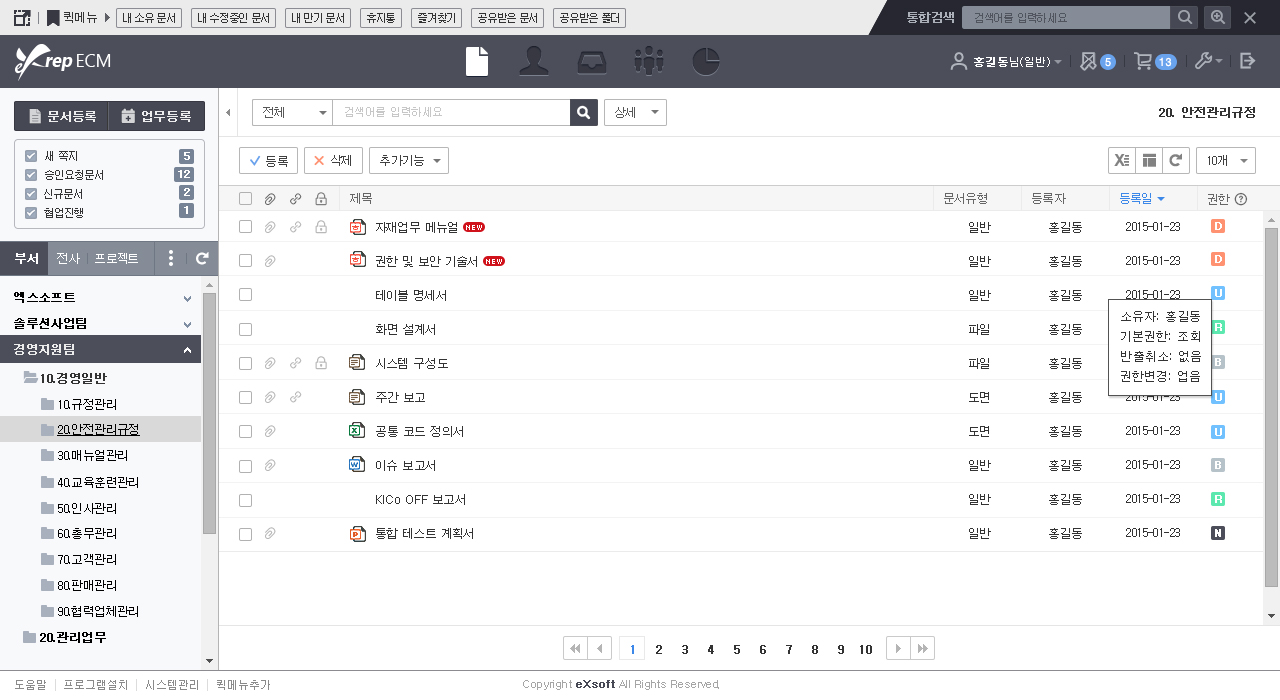 퀵메뉴 내 소유 문서 내 수정중인 문서 내 만기 문서 휴지통 즐겨찾기 공유받은 문서 공유받은 폴더 통합검색 검색어를 입력하세요
eXrep ECM 홍길동님(일반) 5 13
문서등록 업무등록
새 쪽지 5
승인요청문서 12
신규문서 2
협업진행 1
부서 전사 프로젝트
엑스소프트
솔루션사업팀
경영지원팀
10.경영일반
10.규정관리
20.안전관리규정
30.매뉴얼관리
40.교육훈련관리
50.인사관리
60.총무관리
70.고객관리
80.판매관리
90.협력업체관리
20.관리업무
전체 검색어를 입력하세요 상세 20. 안전관리규정
등록 삭제 추가기능 10개
제목 문서유형 등록자 등록일 권한
자재업무 메뉴얼 NEW 일반 홍길동 2015-01-23 D
권한 및 보안 기술서 NEW 일반 홍길동 2015-01-23 D
테이블 명세서 일반 홍길동 2015-01-23 U
화면 설계서 파일 홍길동 R
시스템 구성도 파일 홍길동 B
주간 보고 도면 홍길동 2015-01-23 U
공통 코드 정의서 도면 홍길동 2015-01-23 U
이슈 보고서 일반 홍길동 2015-01-23 B
KICo OFF 보고서 일반 홍길동 2015-01-23 R
통합 테스트 계획서 일반 홍길동 2015-01-23 N
소유자: 홍길동
기본권한: 조회
반출취소: 없음
권한변경: 업음
1 2 3 4 5 6 7 8 9 10
도움말 프로그램설치 시스템관리 퀵메뉴추가 Copyright eXsoft All Rights Reserved.